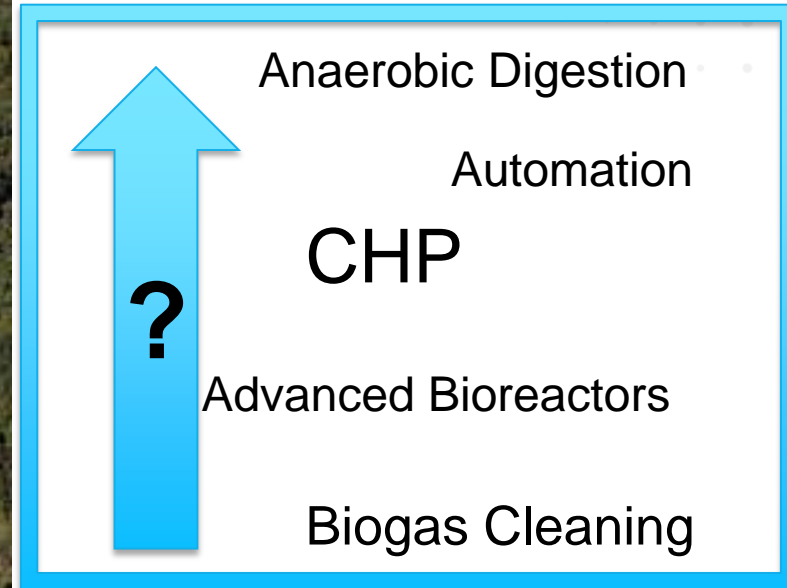 Anaerobic Digestion
Automation
CHP
?
Advanced Bioreactors
Biogas Cleaning